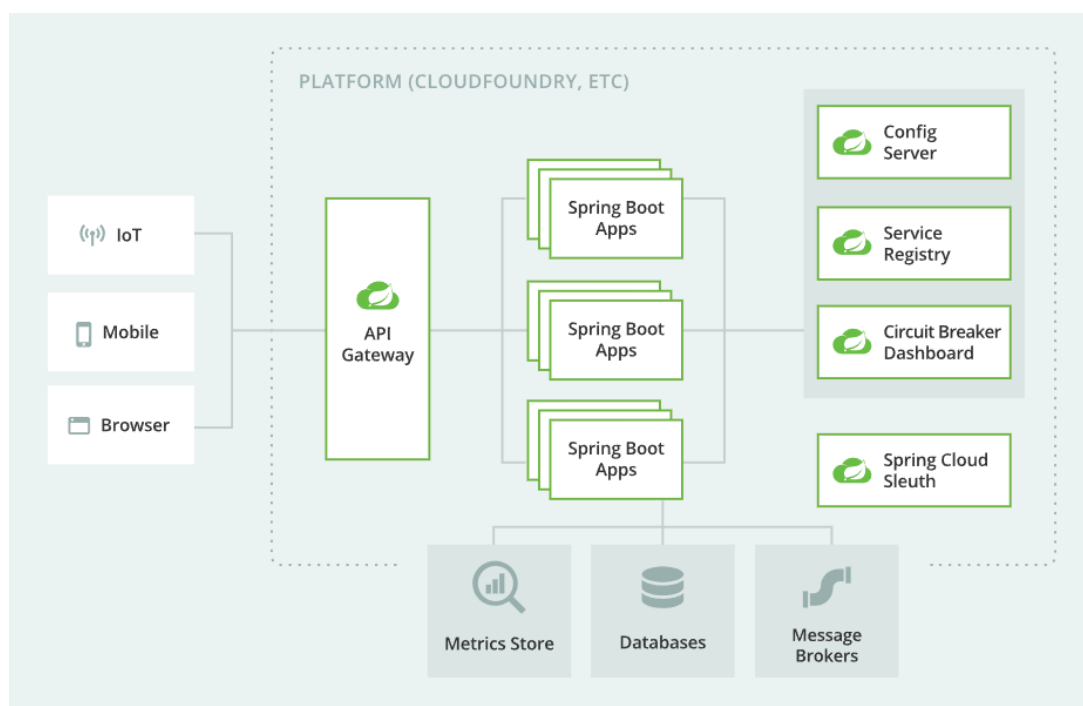 PLATFORM (CLOUDFOUNDRY, ETC)
IoT
Mobile
Browser
API
Gateway
Spring Boot
Apps
Spring Boot
Apps
Spring Boot
Apps
Config
Server
Service
Registry
Circuit Breaker
Dashboard
Spring Cloud
Sleuth
Metrics Store
Databases
Message
Brokers